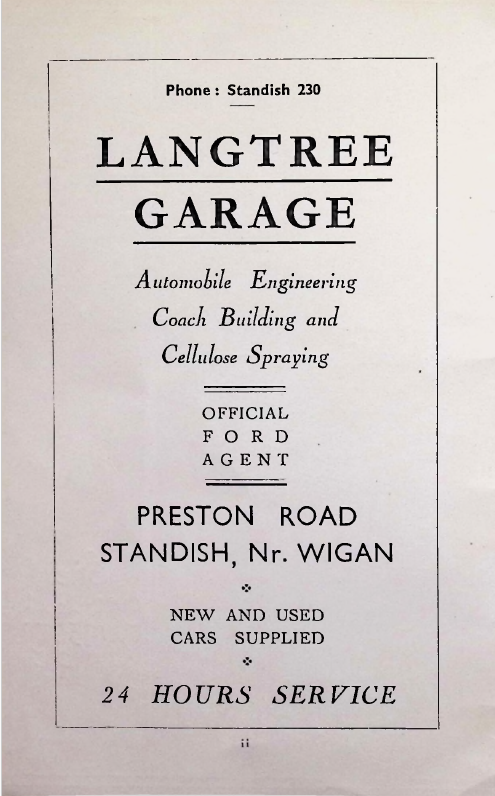 Phone: Standish 230
LANGTREE
GARAGE
Automobile Engineering
Coach Building and
Cellulose Spraying
OFFICIAL
FORD
AGENT
PRESTON ROAD
STANDISH, Nr. WIGAN
NEW AND USED
CARS SUPPLIED
24 HOURS SERVICE
ii